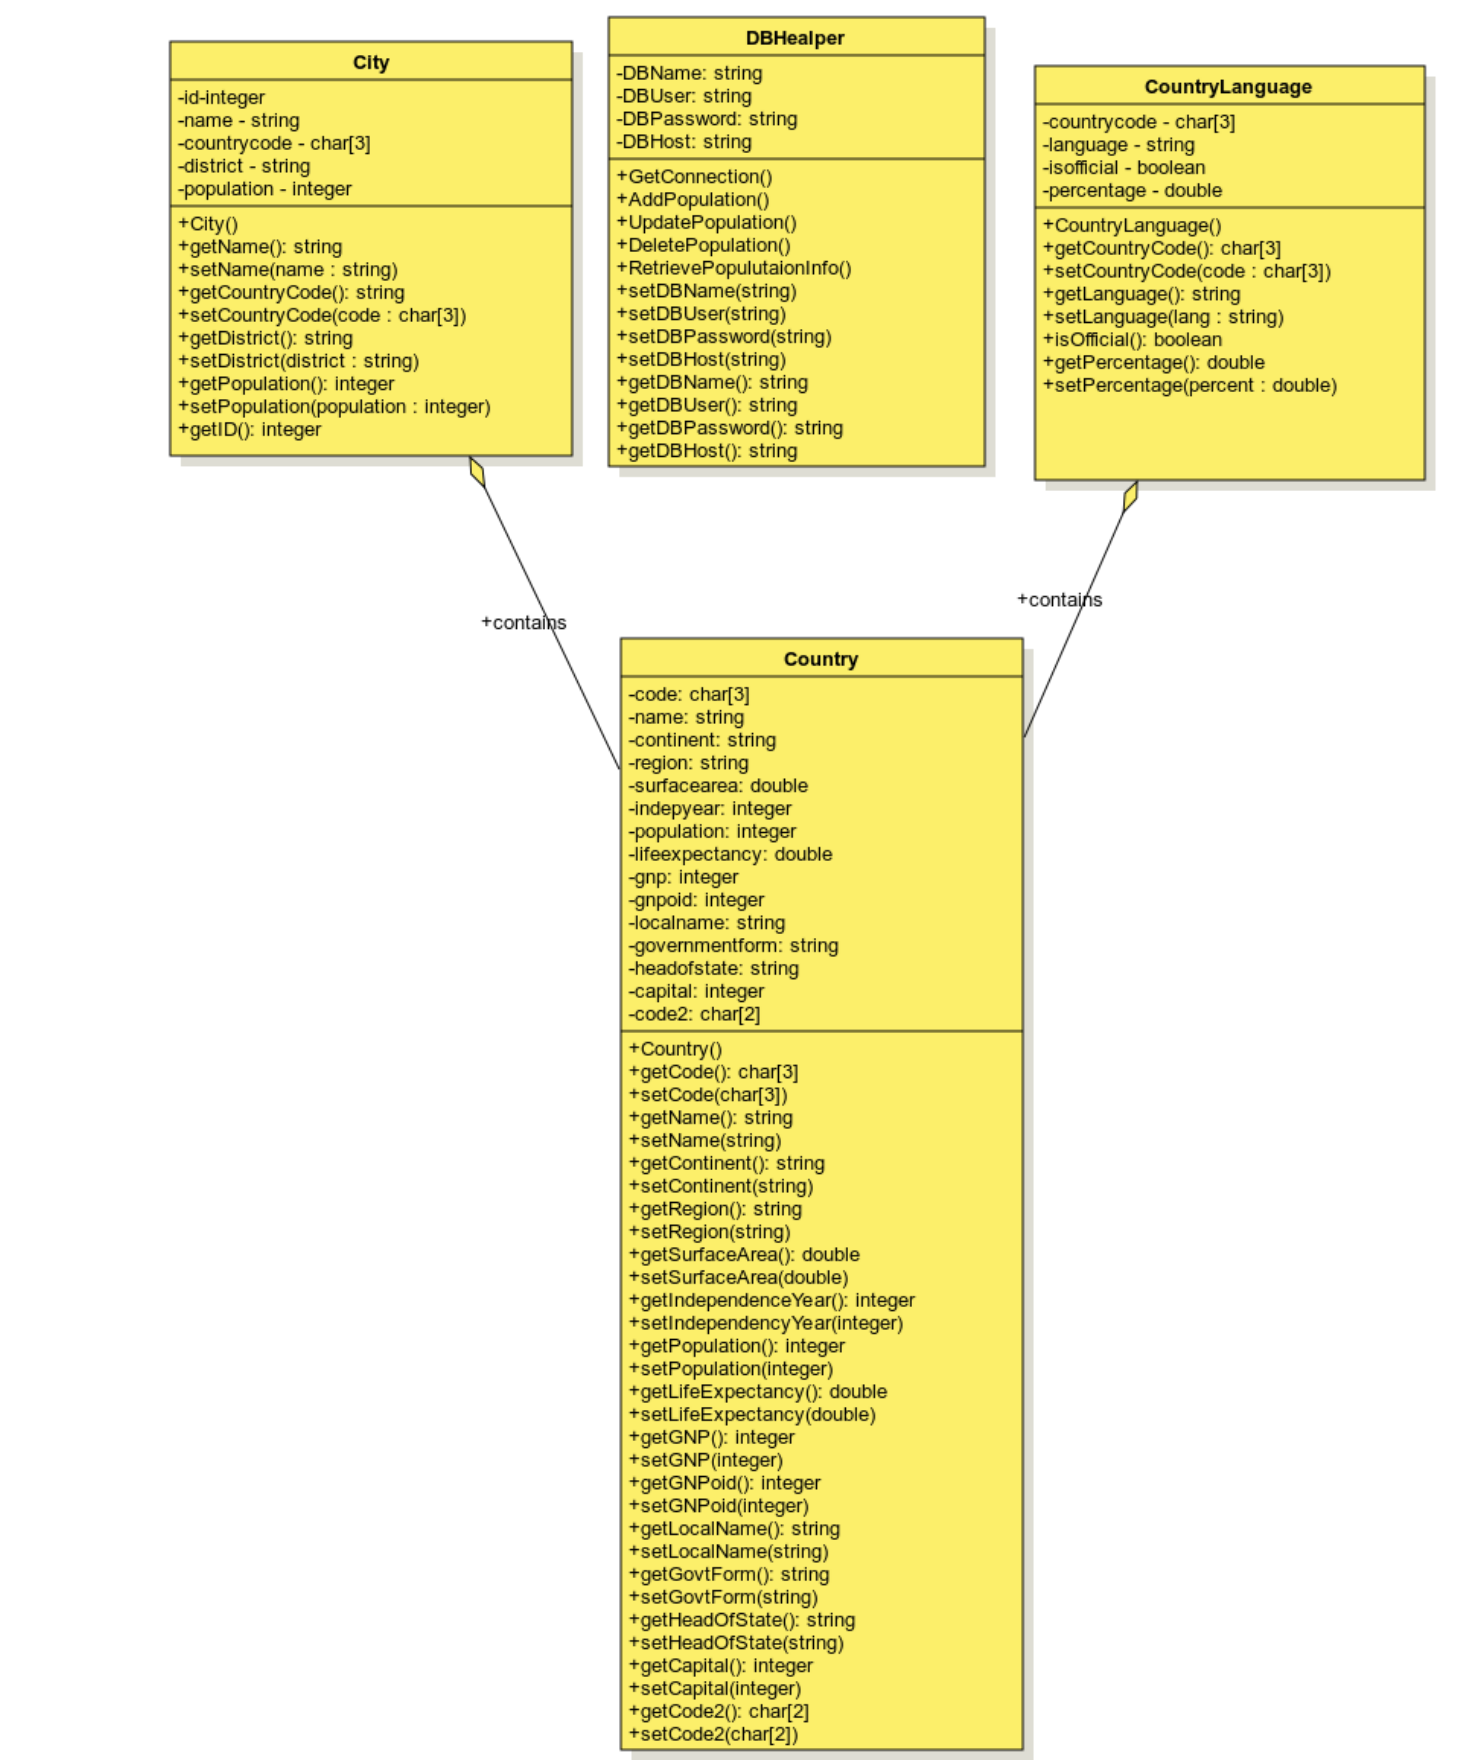 City
-id-integer
-name - string
-countrycode - char[3]
-district - string
-population - integer
+City()
+getName(): string
+setName(name : string)
+getCountryCode(): string
+setCountryCode(code : char[3])
+getDistrict(): string
+setDistrict(district : string)
+getPopulation(): integer
+setPopulation(population : integer)
+getID(): integer
DBHealper
-DBName: string
-DBUser: string
-DBPassword: string
-DBHost: string
+GetConnection()
+AddPopulation()
+UpdatePopulation()
+DeletePopulation()
+RetrievePopulutaionInfo()
+setDBName(string)
+setDBUser(string)
+setDBPassword(string)
+setDBHost(string)
+getDBName(): string
+getDBUser(): string
+getDBPassword(): string
+getDBHost(): string
CountryLanguage
-countrycode - char[3]
-language - string
-isofficial - boolean
-percentage - double
+CountryLanguage()
+getCountryCode(): char[3]
+setCountryCode(code : char[3])
+getLanguage(): string
+setLanguage(lang : string)
+isOfficial(): boolean
+getPercentage(): double
+setPercentage(percent : double)
+contains
+contains
Country
-code: char[3]
-name: string
-continent: string
-region: string
-surfacearea: double
-indepyear: integer
-population: integer
-lifeexpectancy: double
-gnp: integer
-gnpoid: integer
-localname: string
-governmentform: string
-headofstate: string
-capital: integer
-code2: char[2]
+Country()
+getCode(): char[3]
+setCode(char[3])
+getName(): string
+setName(string)
+getContinent(): string
+setContinent(string)
+getRegion(): string
+setRegion(string)
+getSurfaceArea(): double
+setSurfaceArea(double)
+getIndependenceYear(): integer
+setIndependencyYear(integer)
+getPopulation(): integer
+setPopulation(integer)
+getLifeExpectancy(): double
+setLifeExpectancy(double)
+getGNP(): integer
+setGNP(integer)
+getGNPoid(): integer
+setGNPoid(integer)
+getLocalName(): string
+setLocalName(string)
+getGovtForm(): string
+setGovtForm(string)
+getHeadOfState(): string
+setHeadOfState(string)
+getCapital(): integer
+setCapital(integer)
+getCode2(): char[2]
+setCode2(char[2])